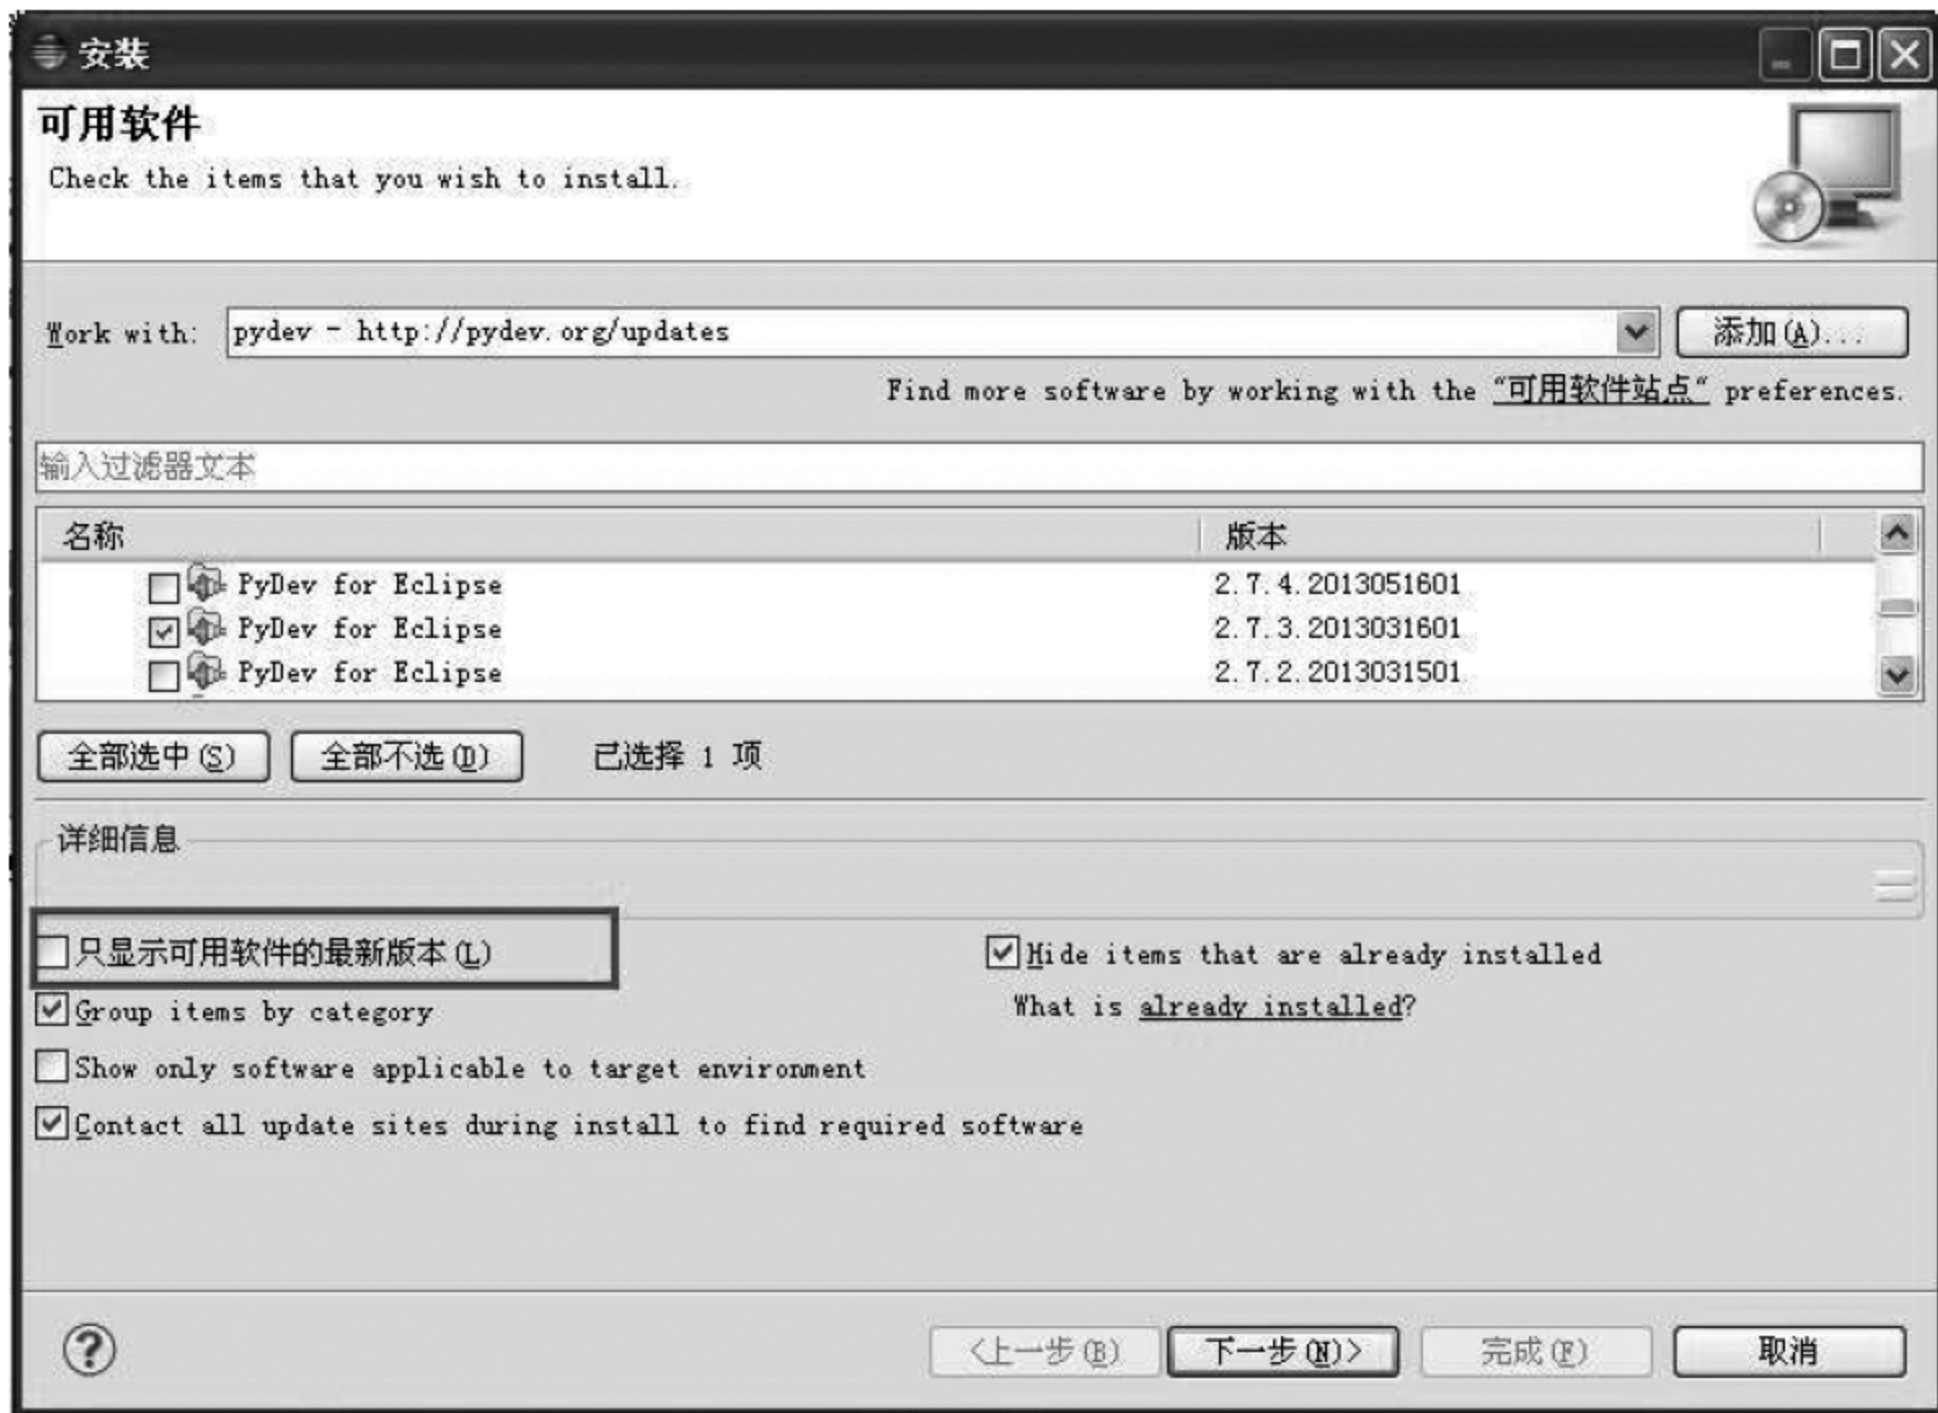 安装
可用软件
Check the items that you wish to install.
Work with: pydev - http://pydev.org/updates 添加(A)...
Find more software by working with the "可用软件站点" preferences.
输入过滤器文本
名称 版本
PyDev for Eclipse 2.7.4.2013051601
PyDev for Eclipse 2.7.3.2013031601
PyDev for Eclipse 2.7.2.2013031501
全部选中(S) 全部不选(D) 已选择 1 项
详细信息
只显示可用软件的最新版本(L) Hide items that are already installed
Group items by category What is already installed?
Show only software applicable to target environment
Contact all update sites during install to find required software
? <上一步(B) 下一步(N)> 完成(F) 取消